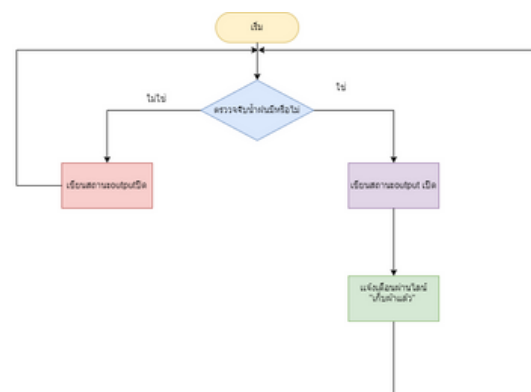 เริ่ม
ตรวจจับน้ำฝนมีหรือไม่
ไม่ใช่
ใช่
เขียนสถานะoutputปิด
เขียนสถานะoutput เปิด
แจ้งเตือนผ่านไลน์
"เก็บผ้าแล้ว"